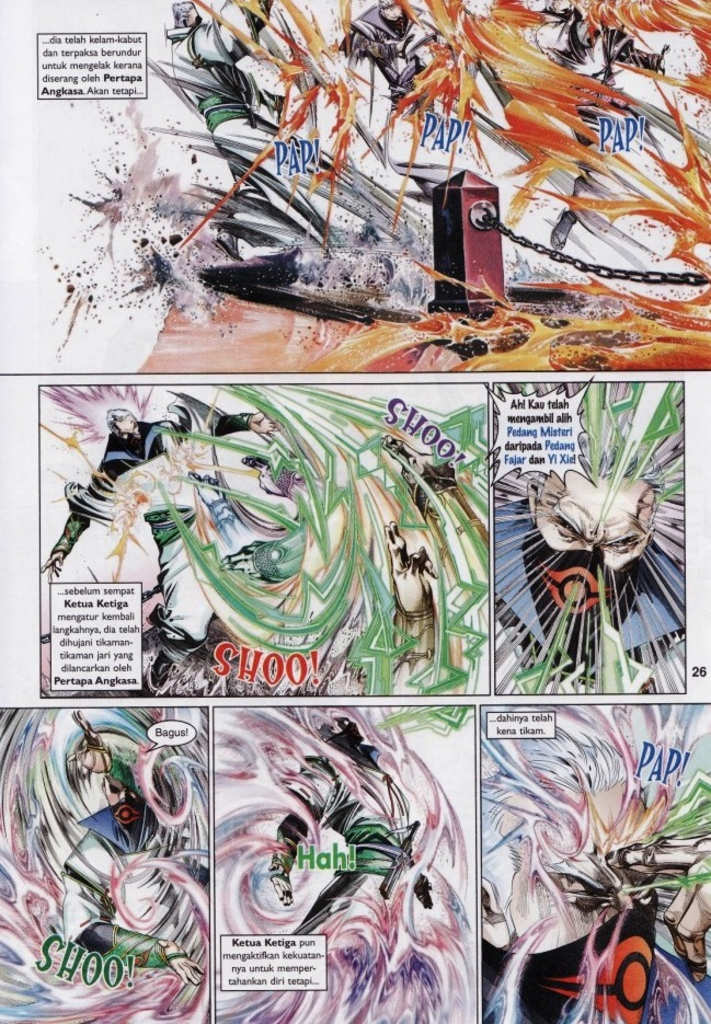 ...dia telah kelam-kabut
dan terpaksa berundur
untuk mengelak kerana
diserang oleh Pertapa
Angkasa. Akan tetapi...
PAP!
PAP!
PAP!
SHOO!
...sebelum sempat
Ketua Ketiga
mengatur kembali
langkahnya, dia telah
dihujani tikaman-
tikaman jari yang
dilancarkan oleh
Pertapa Angkasa.
SHOO!
Ah! Kau telah
mengambil alih
Pedang Misteri
daripada Pedang
Fajar dan Yi Xie!
26
Bagus!
SHOO!
Hah!
Ketua Ketiga pun
mengaktifkan kekuatan-
nya untuk memper-
tahankan diri tetapi...
...dahinya telah
kena tikam.
PAP!